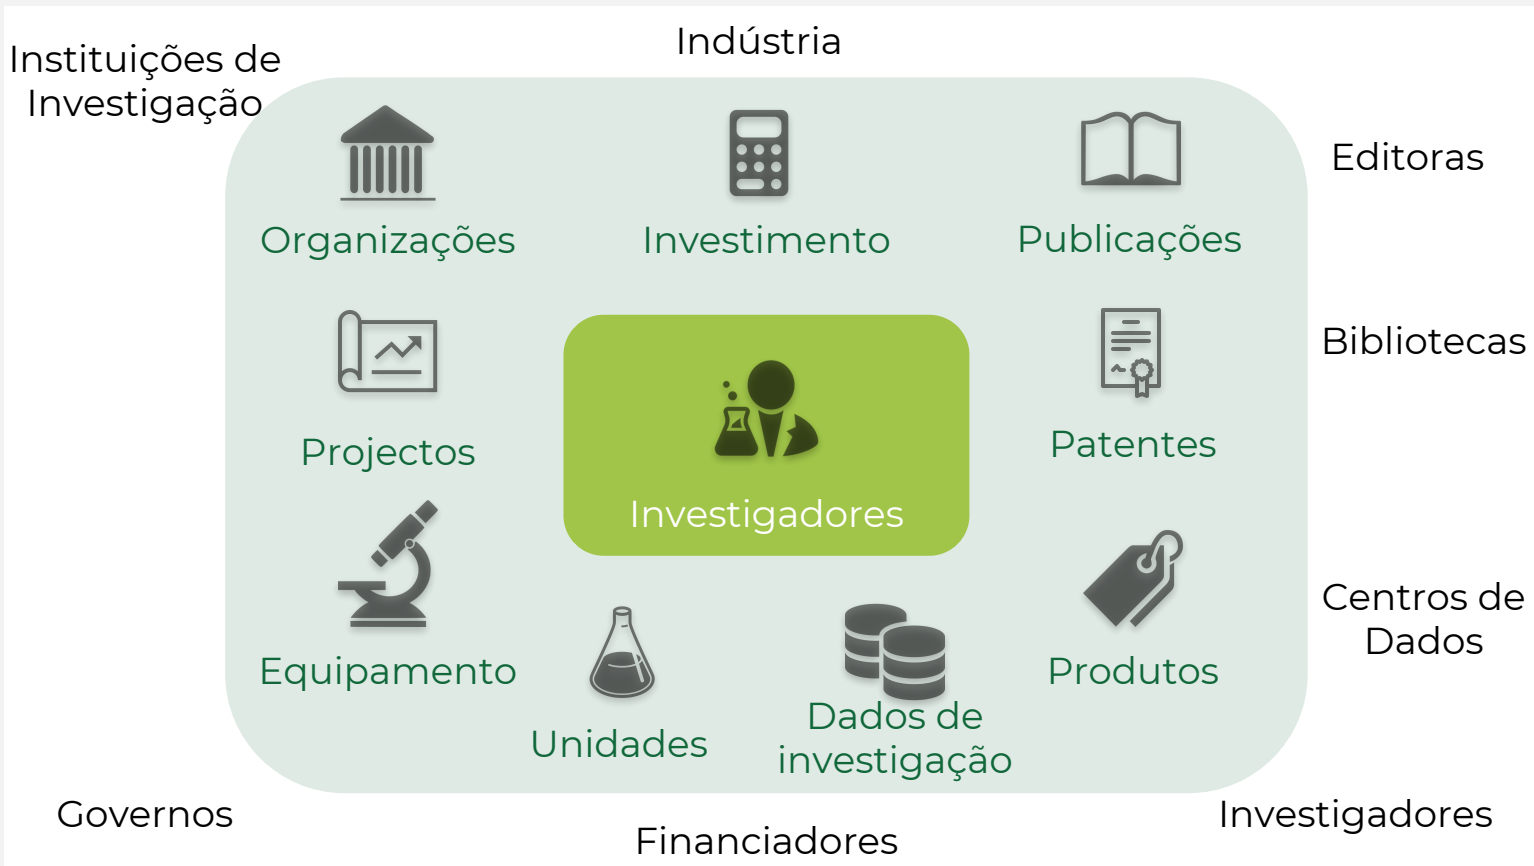 Instituições de
Investigação
Indústria
Editoras
Organizações
Investimento
Publicações
Bibliotecas
Projectos
Patentes
Investigadores
Centros de
Dados
Equipamento
Produtos
Unidades
Dados de
investigação
Governos
Financiadores
Investigadores